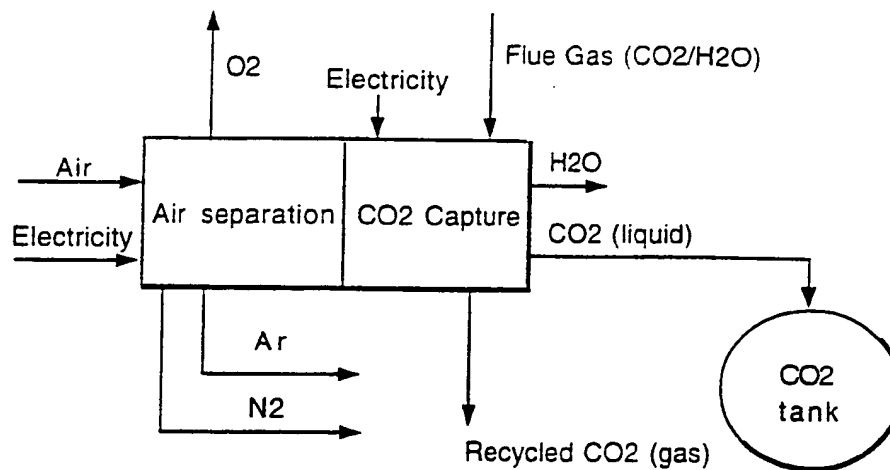 O2
Electricity
Flue Gas (CO2/H2O)
Air
H2O
Air separation
CO2 Capture
Electricity
CO2 (liquid)
Ar
N2
CO2
tank
Recycled CO2 (gas)